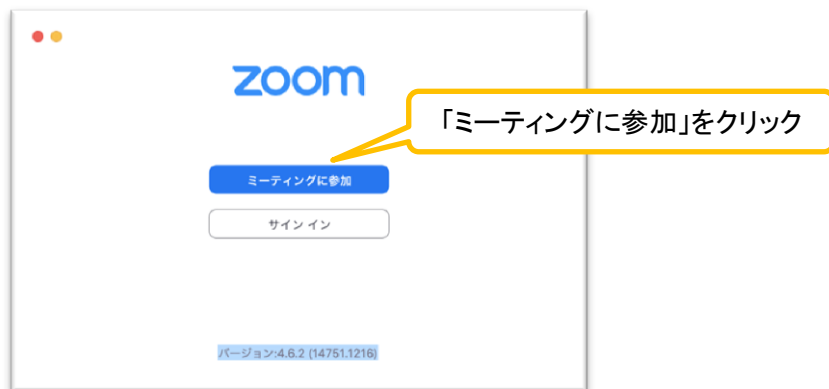 zoom
「ミーティングに参加」をクリック
ミーティングに参加
サイン イン
バージョン:4.6.2 (14751.1216)